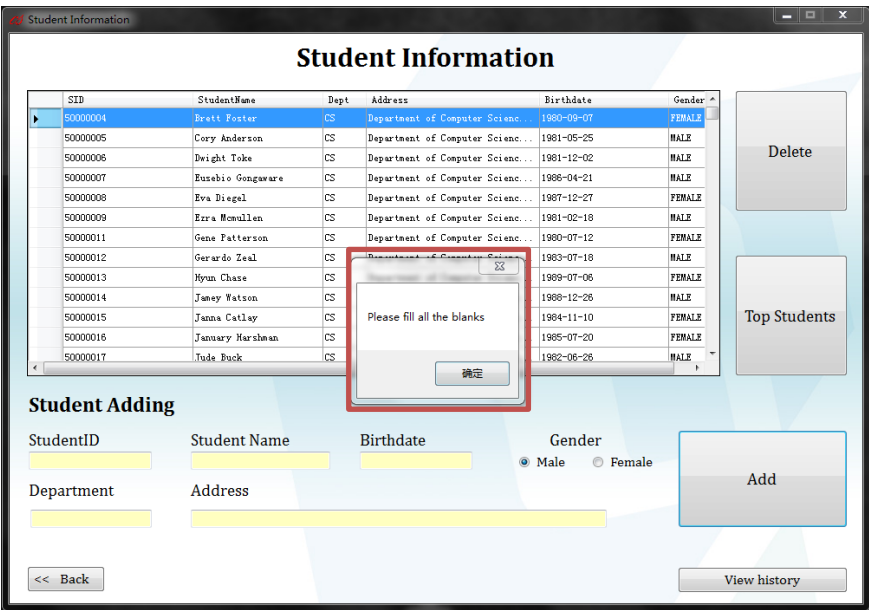 Student Information
Student Information
SID StudentName Dept Address Birthdate Gender
50000004 Brett Foster CS Department of Computer Scienc... 1980-09-07 FEMALE
50000005 Cory Anderson CS Department of Computer Scienc... 1981-05-25 MALE
50000006 Dwight Toke CS Department of Computer Scienc... 1981-12-02 MALE
50000007 Eusebio Gongaware CS Department of Computer Scienc... 1986-04-21 MALE
50000008 Eva Diegel CS Department of Computer Scienc... 1987-12-27 FEMALE
50000009 Ezra Mcmullen CS Department of Computer Scienc... 1981-02-18 MALE
50000011 Gene Patterson CS Department of Computer Scienc... 1980-07-12 FEMALE
50000012 Gerardo Zeal CS 1983-07-18 MALE
50000013 Hyun Chase CS 1989-07-06 FEMALE
50000014 Jamey Watson CS 1988-12-26 MALE
50000015 Janna Catlay CS 1984-11-10 FEMALE
50000016 January Harshman CS 1985-07-20 FEMALE
50000017 Jude Buck CS 1982-06-26 MALE
Delete
Top Students
Please fill all the blanks
确定
Student Adding
StudentID Student Name Birthdate Gender
Male Female
Department Address
Add
<< Back
View history